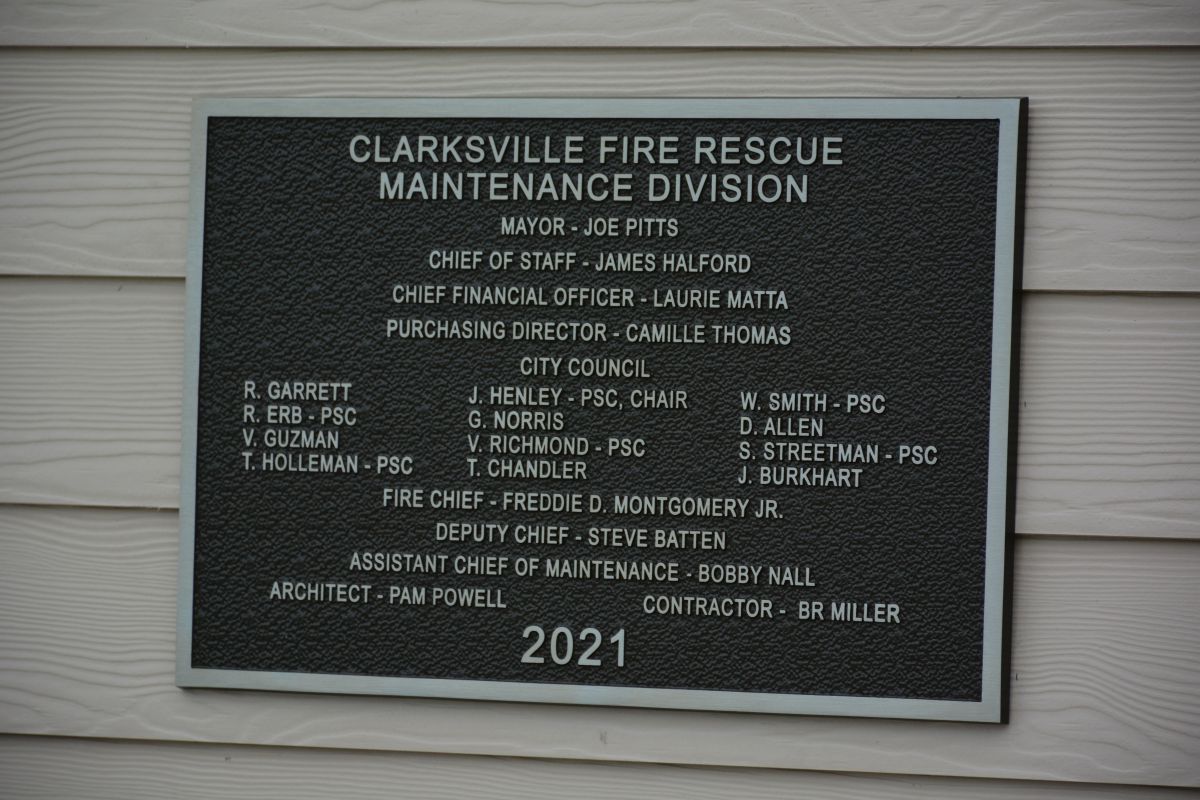 CLARKSVILLE FIRE RESCUE
MAINTENANCE DIVISION
MAYOR - JOE PITTS
CHIEF OF STAFF - JAMES HALFORD
CHIEF FINANCIAL OFFICER - LAURIE MATTA
PURCHASING DIRECTOR - CAMILLE THOMAS
CITY COUNCIL
R. GARRETT J. HENLEY - PSC, CHAIR W. SMITH - PSC
R. ERB - PSC G. NORRIS D. ALLEN
V. GUZMAN V. RICHMOND - PSC S. STREETMAN - PSC
T. HOLLEMAN - PSC T. CHANDLER J. BURKHART
FIRE CHIEF - FREDDIE D. MONTGOMERY JR.
DEPUTY CHIEF - STEVE BATTEN
ASSISTANT CHIEF OF MAINTENANCE - BOBBY NALL
ARCHITECT - PAM POWELL CONTRACTOR - BR MILLER
2021